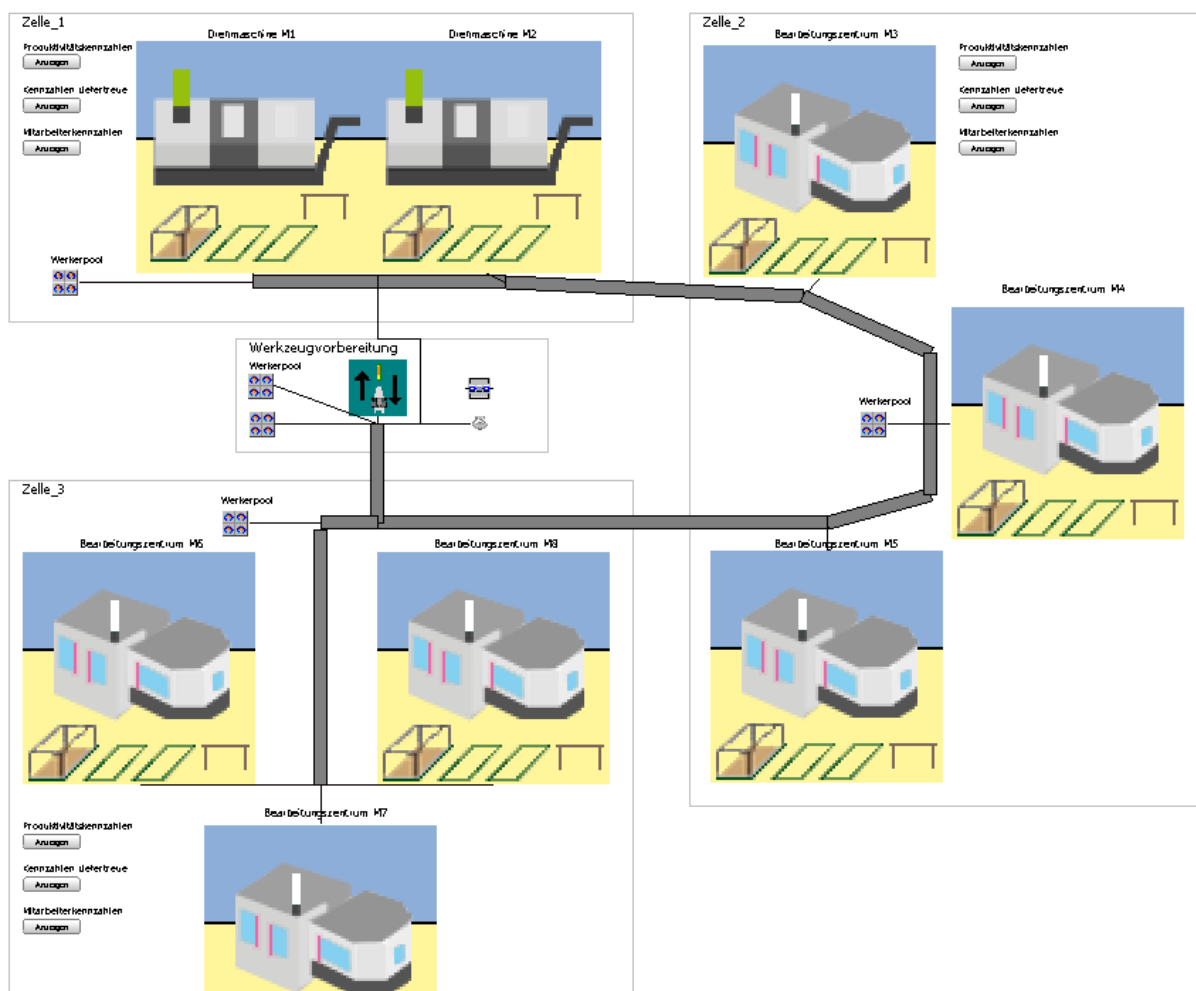 Zelle_1
Drehmaschine M1
Drehmaschine M2
Produktivitätskennzahlen
Anzeigen
Kennzahlen Liefertreue
Anzeigen
Mitarbeiterkennzahlen
Anzeigen
Werkerpool
Zelle_2
Bearbeitungszentrum M3
Produktivitätskennzahlen
Anzeigen
Kennzahlen Liefertreue
Anzeigen
Mitarbeiterkennzahlen
Anzeigen
Bearbeitungszentrum M4
Werkerpool
Werkzeugvorbereitung
Werkerpool
Zelle_3
Werkerpool
Bearbeitungszentrum M6
Bearbeitungszentrum M8
Bearbeitungszentrum M5
Bearbeitungszentrum M7
Produktivitätskennzahlen
Anzeigen
Kennzahlen Liefertreue
Anzeigen
Mitarbeiterkennzahlen
Anzeigen